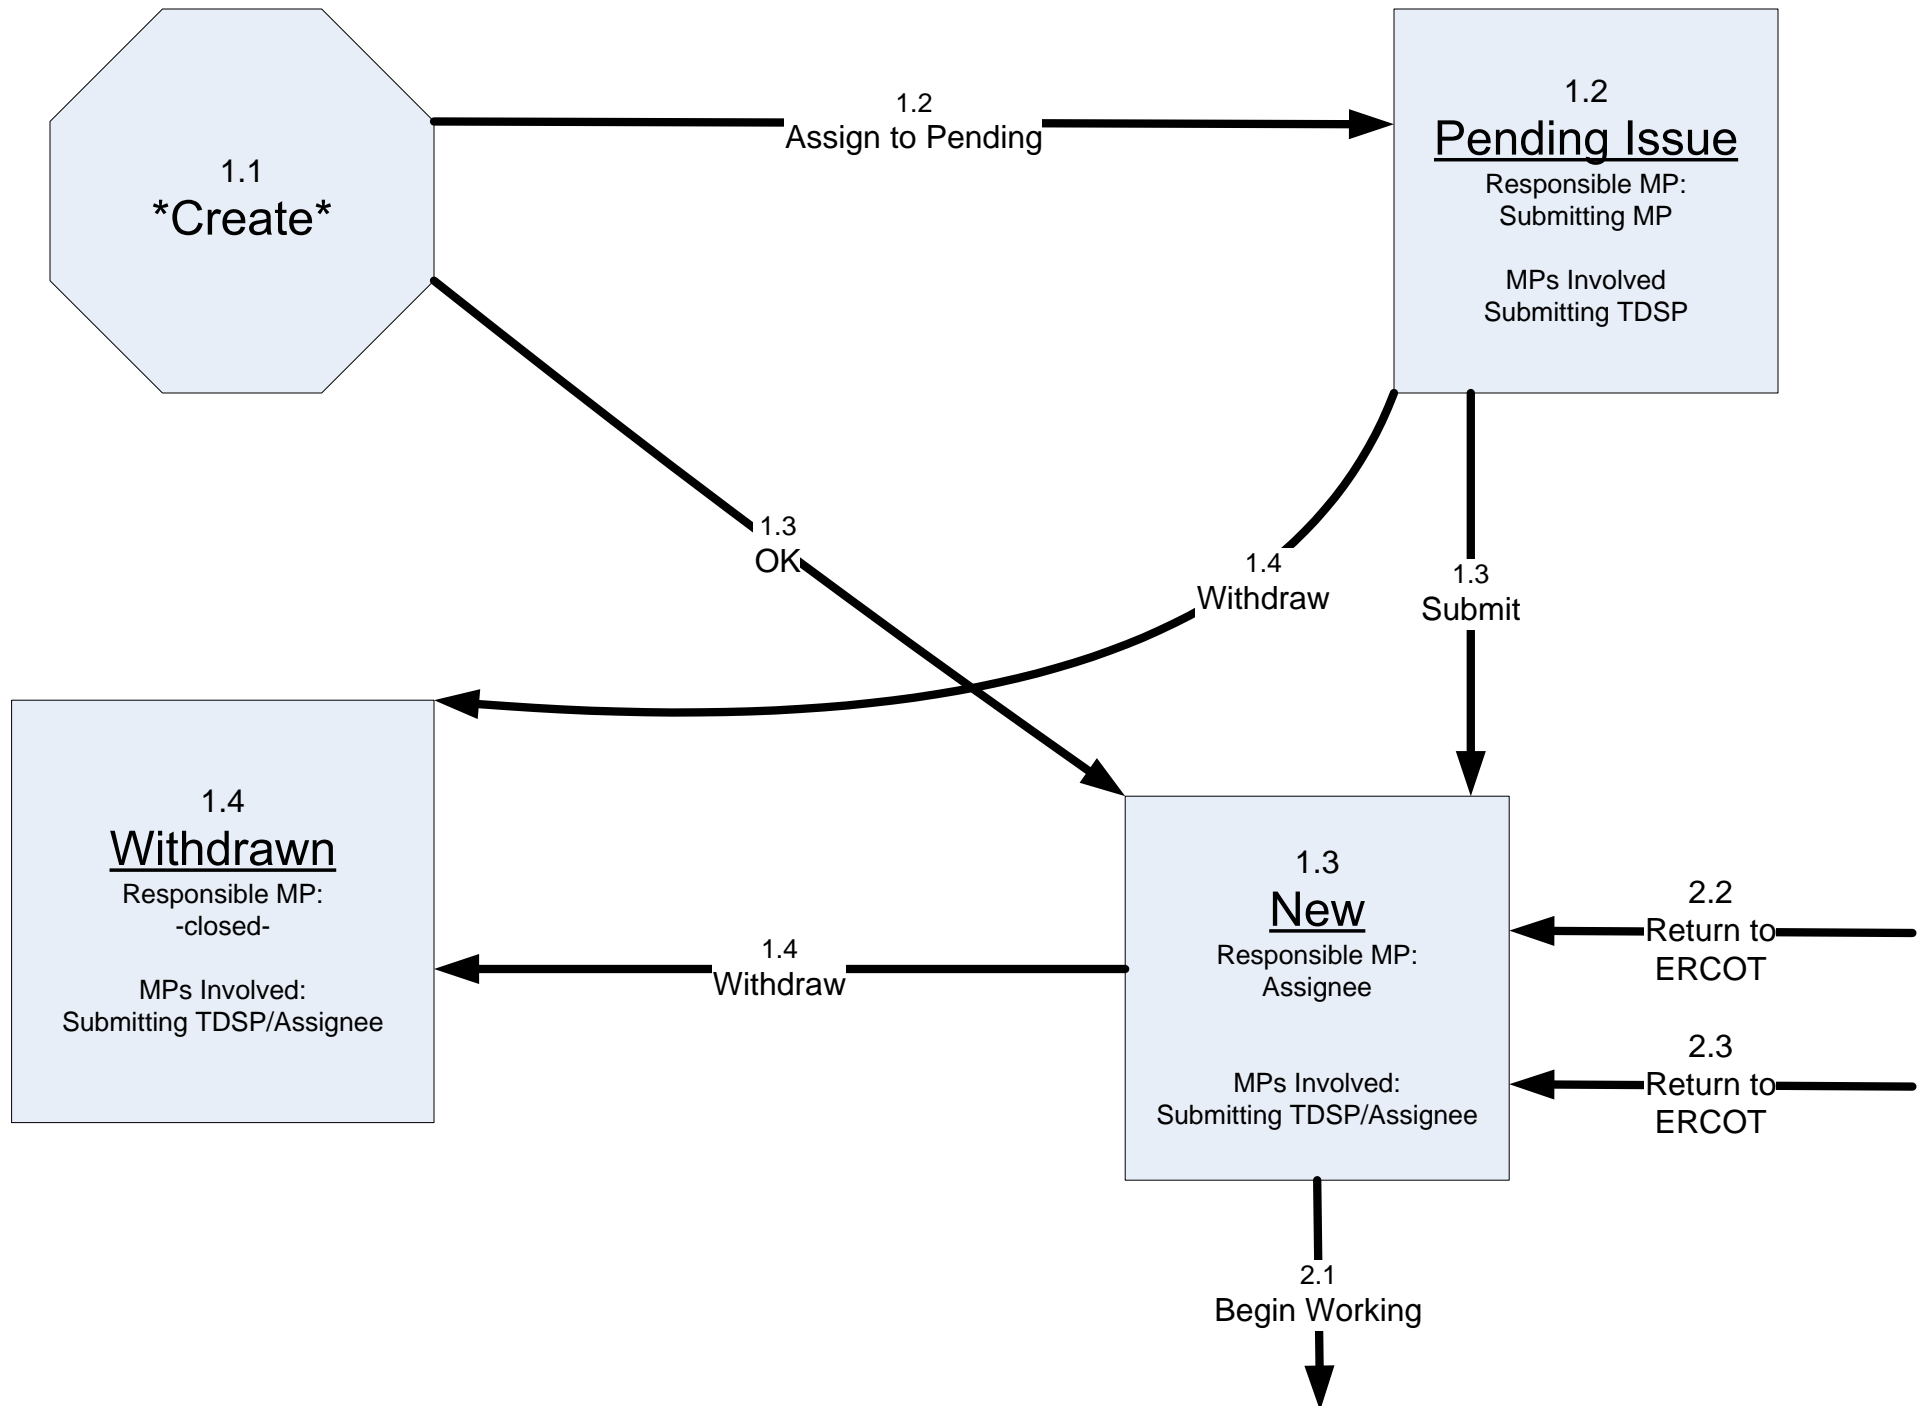 1.1
*Create*
1.2
Assign to Pending
1.2
Pending Issue
Responsible MP:
Submitting MP
MPs Involved
Submitting TDSP
1.3
OK
1.4
Withdraw
1.3
Submit
1.4
Withdrawn
Responsible MP:
-closed-
MPs Involved:
Submitting TDSP/Assignee
1.4
Withdraw
1.3
New
Responsible MP:
Assignee
MPs Involved:
Submitting TDSP/Assignee
2.2
Return to
ERCOT
2.3
Return to
ERCOT
2.1
Begin Working